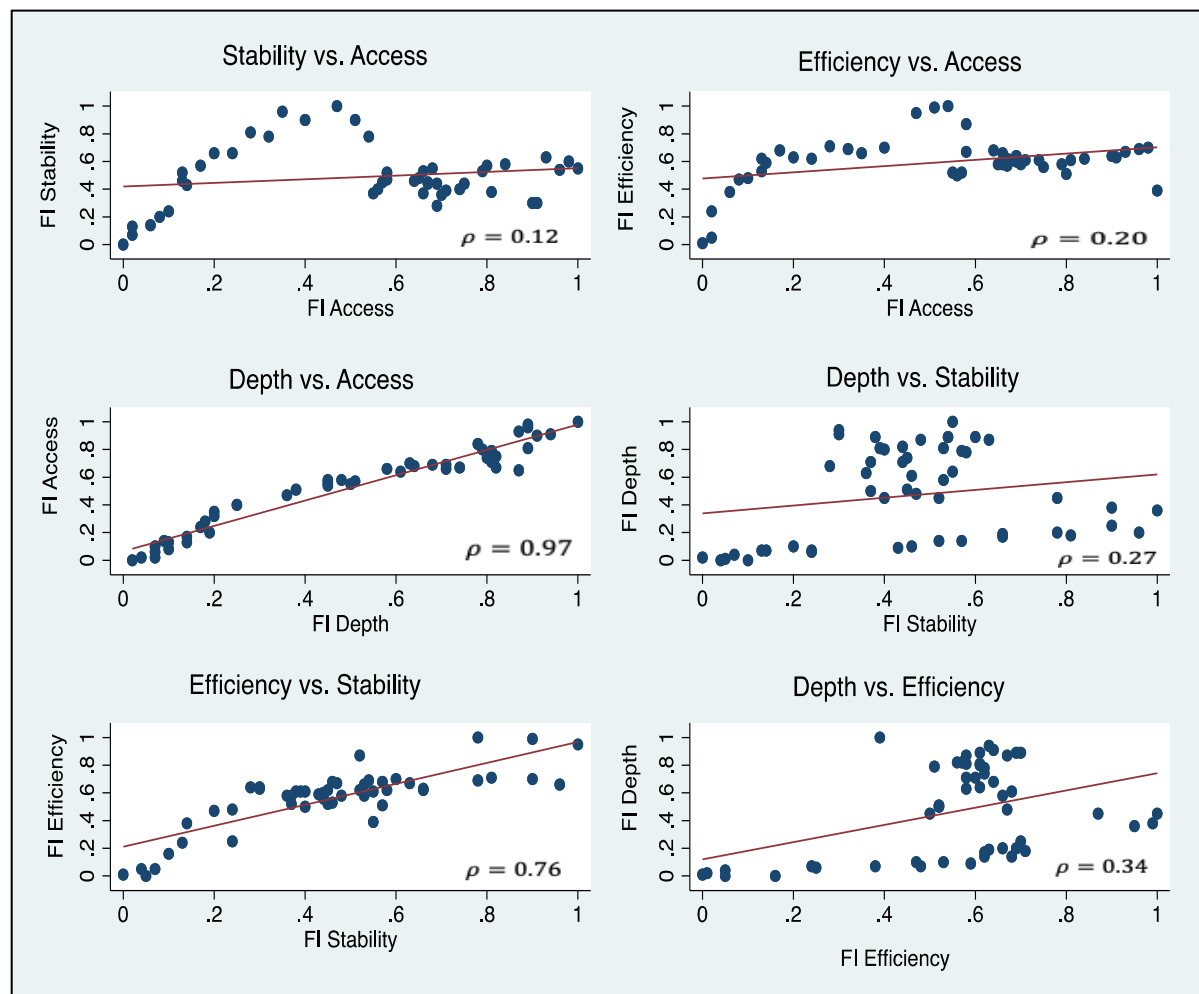 Stability vs. Access
FI Stability
1
.8
.6
.4
.2
0
ρ = 0.12
0 .2 .4 .6 .8 1
FI Access
Efficiency vs. Access
FI Efficiency
1
.8
.6
.4
.2
0
ρ = 0.20
0 .2 .4 .6 .8 1
FI Access
Depth vs. Access
FI Access
1
.8
.6
.4
.2
0
ρ = 0.97
0 .2 .4 .6 .8 1
FI Depth
Depth vs. Stability
FI Depth
1
.8
.6
.4
.2
0
ρ = 0.27
0 .2 .4 .6 .8 1
FI Stability
Efficiency vs. Stability
FI Efficiency
1
.8
.6
.4
.2
0
ρ = 0.76
0 .2 .4 .6 .8 1
FI Stability
Depth vs. Efficiency
FI Depth
1
.8
.6
.4
.2
0
ρ = 0.34
0 .2 .4 .6 .8 1
FI Efficiency